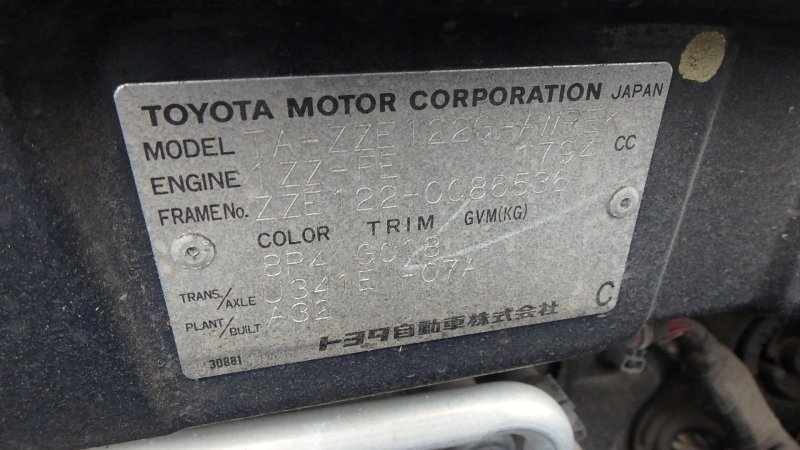 TOYOTA MOTOR CORPORATION JAPAN
MODEL TA-ZZE122G-AWPEK
ENGINE 1ZZ-FE 1794 CC
FRAME No. ZZE122-0086536
COLOR TRIM GVM(KG)
8P4 G018
TRANS./AXLE U341E -07A
PLANT/BUILT A32
トヨタ自動車株式会社 C
30881